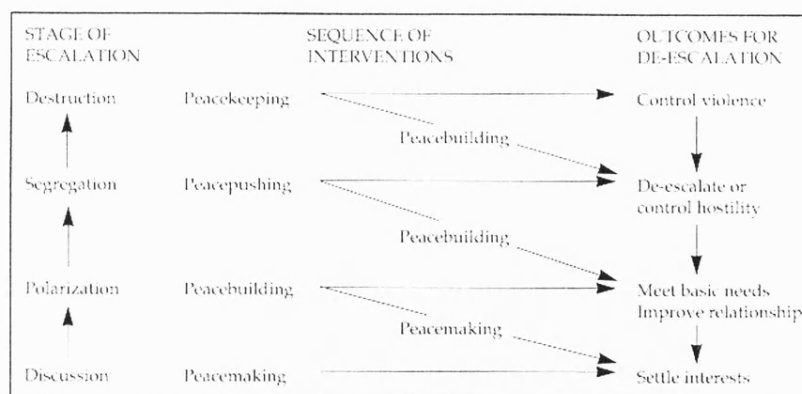 STAGE OF SEQUENCE OF OUTCOMES FOR
ESCALATION INTERVENTIONS DE-ESCALATION
Destruction Peacekeeping Control violence
Peacebuilding
Segregation Peacepushing De-escalate or
control hostility
Peacebuilding
Polarization Peacebuilding Meet basic needs
Improve relationship
Peacemaking
Discussion Peacemaking Settle interests